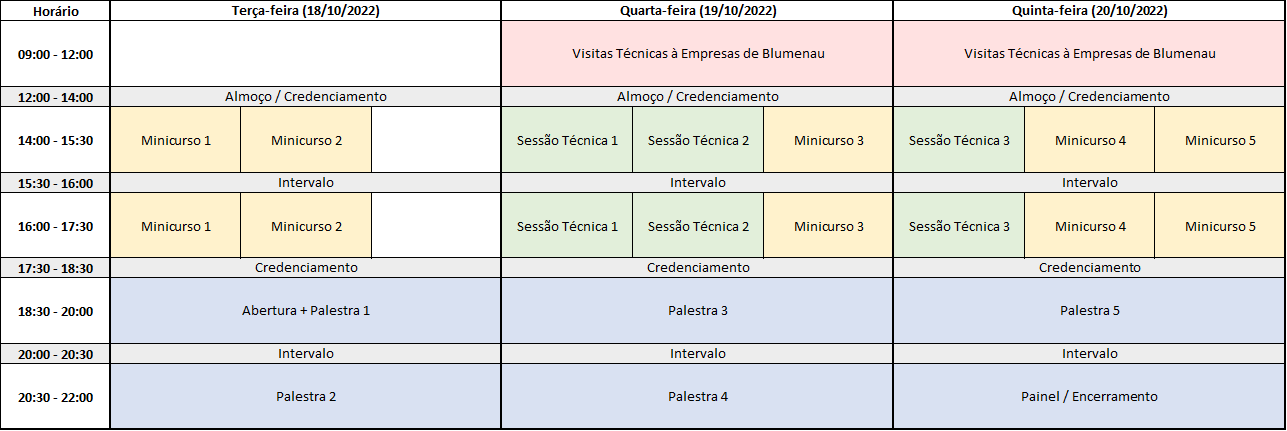 Horário Terça-feira (18/10/2022) Quarta-feira (19/10/2022) Quinta-feira (20/10/2022)
09:00 - 12:00 Visitas Técnicas à Empresas de Blumenau Visitas Técnicas à Empresas de Blumenau
12:00 - 14:00 Almoço / Credenciamento Almoço / Credenciamento Almoço / Credenciamento
14:00 - 15:30 Minicurso 1 Minicurso 2 Sessão Técnica 1 Sessão Técnica 2 Minicurso 3 Sessão Técnica 3 Minicurso 4 Minicurso 5
15:30 - 16:00 Intervalo Intervalo Intervalo
16:00 - 17:30 Minicurso 1 Minicurso 2 Sessão Técnica 1 Sessão Técnica 2 Minicurso 3 Sessão Técnica 3 Minicurso 4 Minicurso 5
17:30 - 18:30 Credenciamento Credenciamento Credenciamento
18:30 - 20:00 Abertura + Palestra 1 Palestra 3 Palestra 5
20:00 - 20:30 Intervalo Intervalo Intervalo
20:30 - 22:00 Palestra 2 Palestra 4 Painel / Encerramento